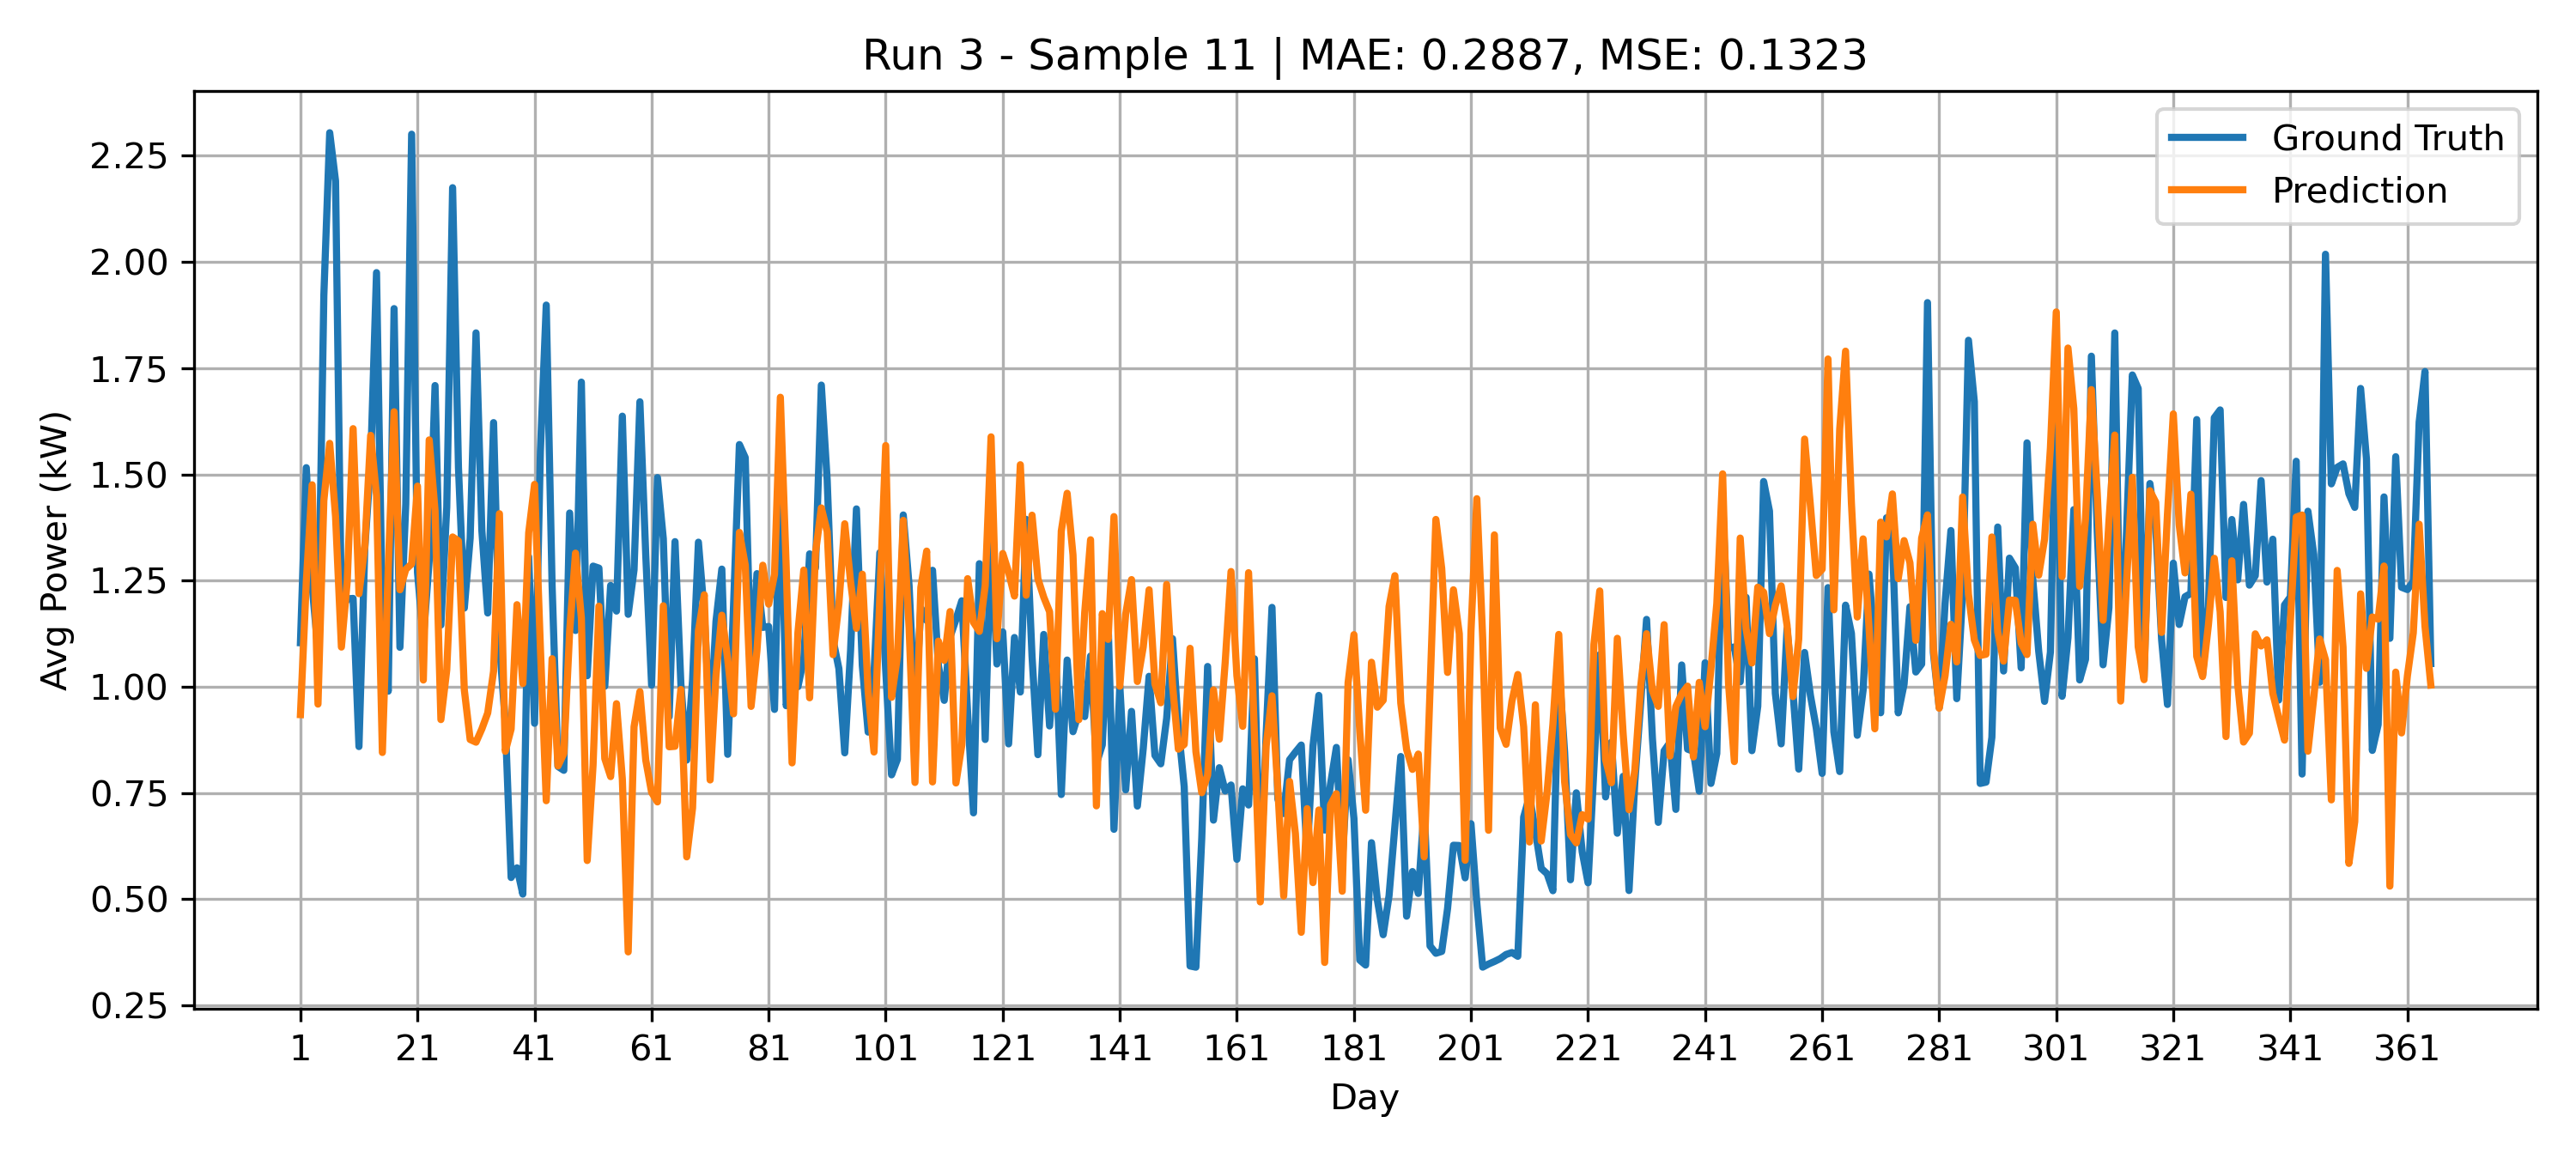 Run 3 - Sample 11 | MAE: 0.2887, MSE: 0.1323
Ground Truth
Prediction
Avg Power (kW)
2.25
2.00
1.75
1.50
1.25
1.00
0.75
0.50
0.25
1 21 41 61 81 101 121 141 161 181 201 221 241 261 281 301 321 341 361
Day